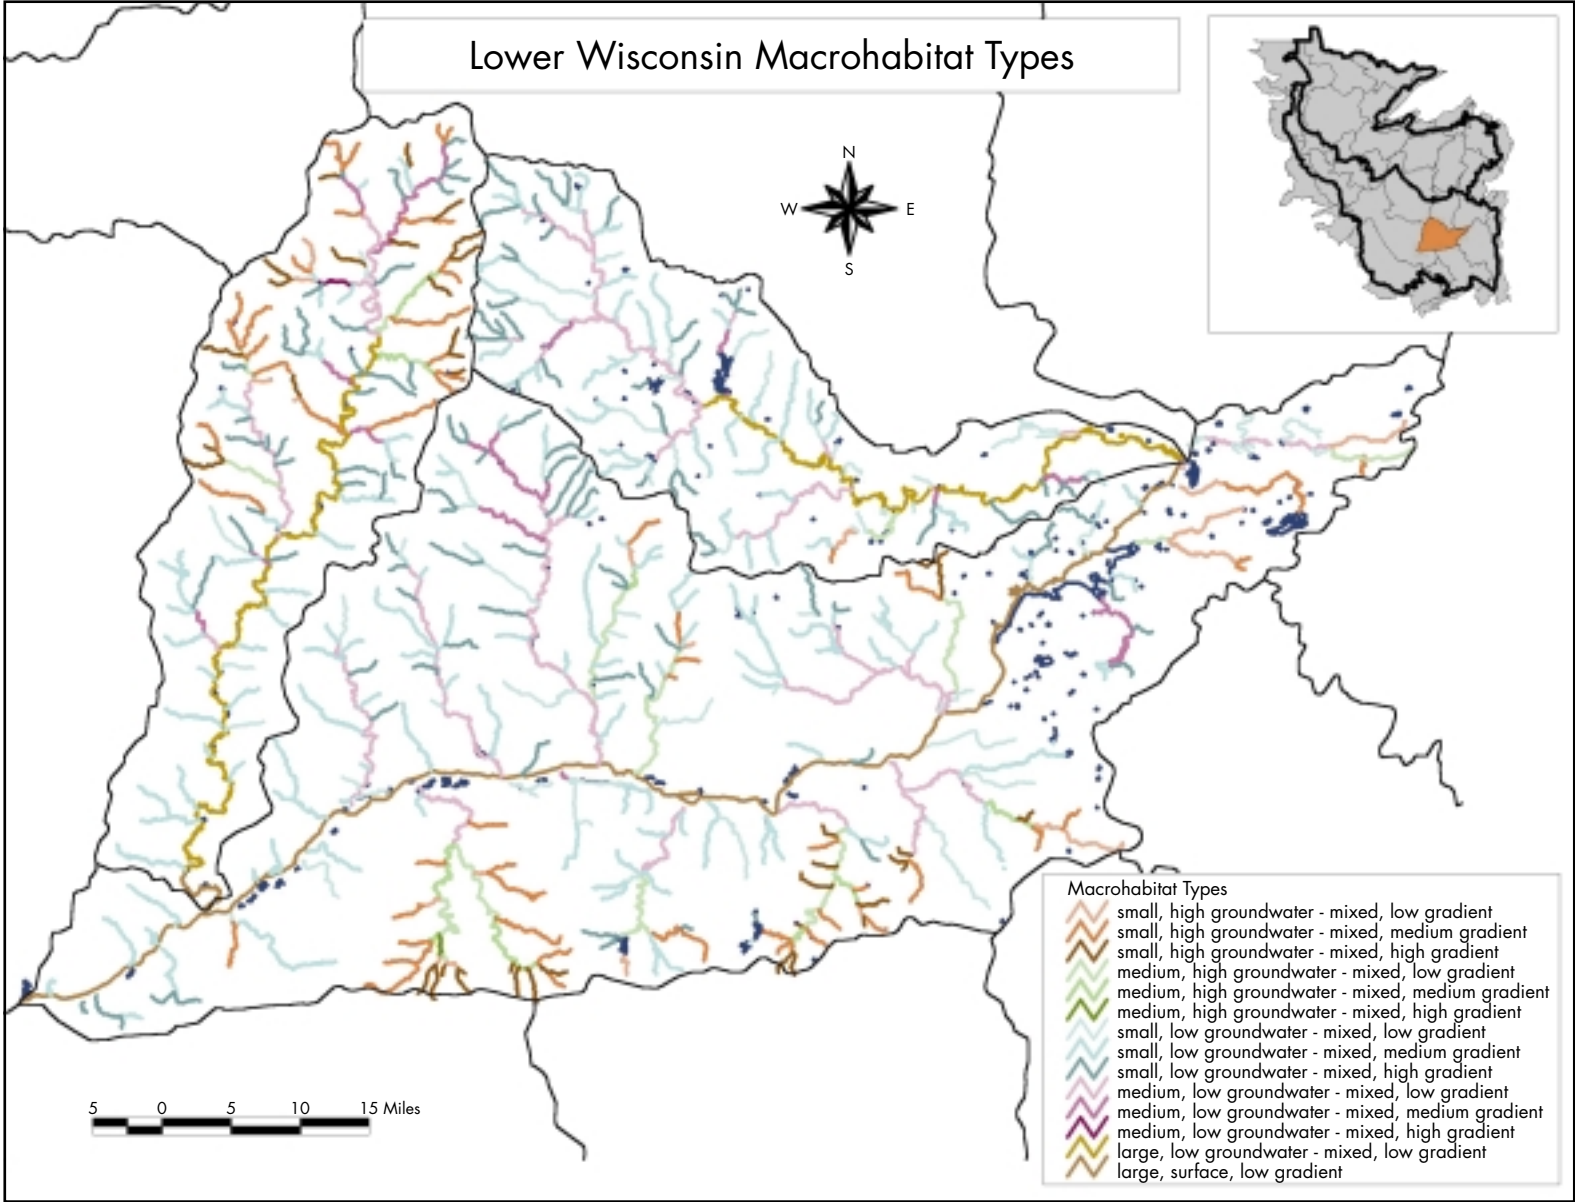 Lower Wisconsin Macrohabitat Types
N
W
E
S
Macrohabitat Types
small, high groundwater - mixed, low gradient
small, high groundwater - mixed, medium gradient
small, high groundwater - mixed, high gradient
medium, high groundwater - mixed, low gradient
medium, high groundwater - mixed, medium gradient
medium, high groundwater - mixed, high gradient
small, low groundwater - mixed, low gradient
small, low groundwater - mixed, medium gradient
small, low groundwater - mixed, high gradient
medium, low groundwater - mixed, low gradient
medium, low groundwater - mixed, medium gradient
medium, low groundwater - mixed, high gradient
large, low groundwater - mixed, low gradient
large, surface, low gradient
5 0 5 10 15 Miles